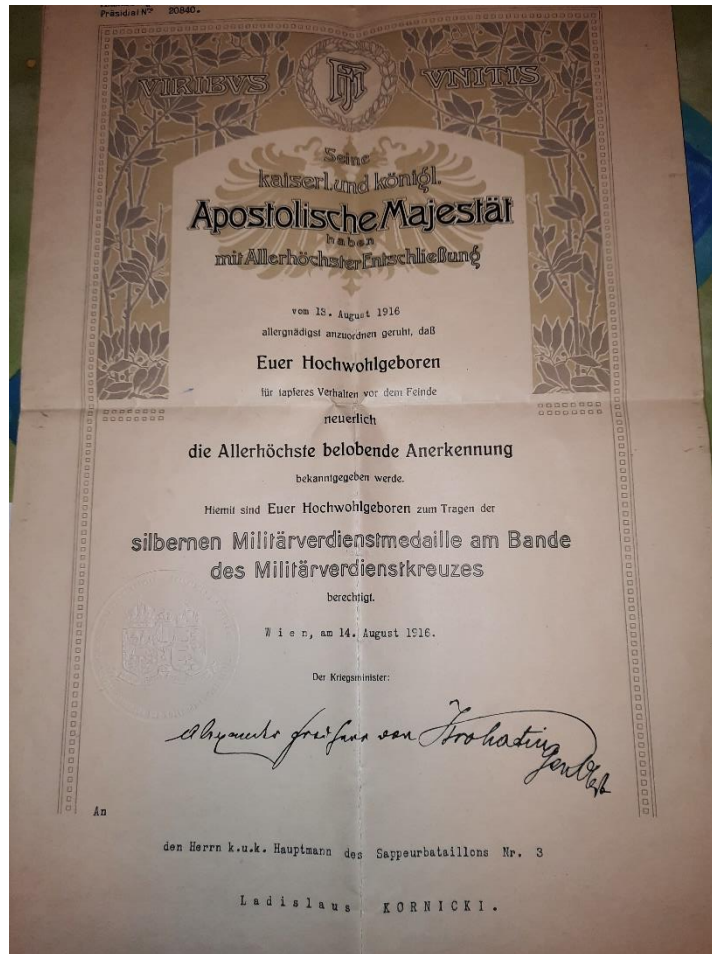 Präsidial Nr. 20840.
VIRIBVS VNITIS
FJI
Seine
kaiserl. und königl.
Apostolische Majestät
haben
mit Allerhöchster Entschließung
vom 13. August 1916
allergnädigst anzuordnen geruht, daß
Euer Hochwohlgeboren
für tapferes Verhalten vor dem Feinde
neuerlich
die Allerhöchste belobende Anerkennung
bekanntgegeben werde.
Hiemit sind Euer Hochwohlgeboren zum Tragen der
silbernen Militärverdienstmedaille am Bande
des Militärverdienstkreuzes
berechtigt.
Wien, am 14. August 1916.
Der Kriegsminister:
Alexander Freiherr von Krobatin
An
den Herrn k.u.k. Hauptmann des Sappeurbataillons Nr. 3
Ladislaus KORNICKI.